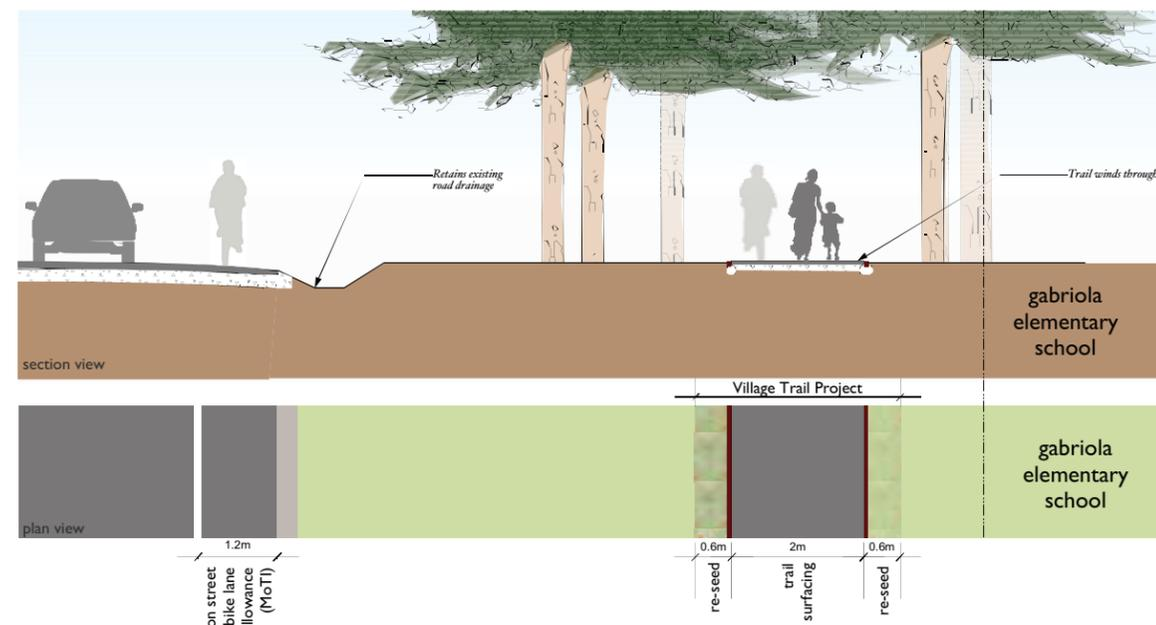 Retains existing
road drainage
Trail winds through
gabriola
elementary
school
section view
Village Trail Project
gabriola
elementary
school
plan view
1.2m
0.6m
2m
0.6m
on street
bike lane
llowance
(MoTI)
re-seed
trail
surfacing
re-seed